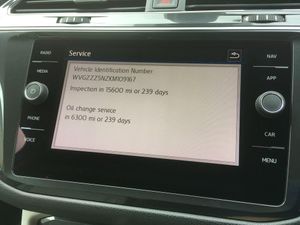 RADIO
MEDIA
PHONE
VOICE
Service
Vehicle Identification Number
WVGZZZ5NZKM109167
Inspection in 15600 mi or 239 days
Oil change service
in 6300 mi or 239 days
NAV
APP
CAR
MENU